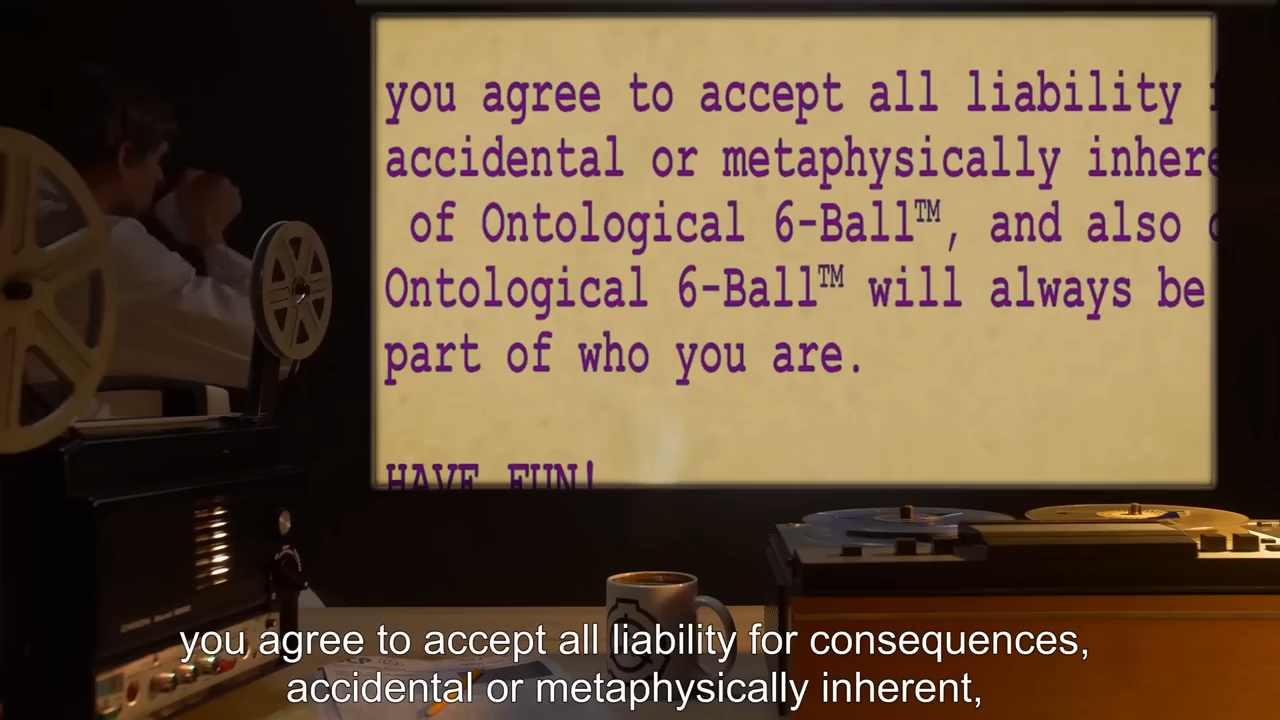 you agree to accept all liability
accidental or metaphysically
of Ontological 6-Ball™, and also
Ontological 6-Ball™ will always be
part of who you are.
HAVE FUN!
you agree to accept all liability for consequences,
accidental or metaphysically inherent,